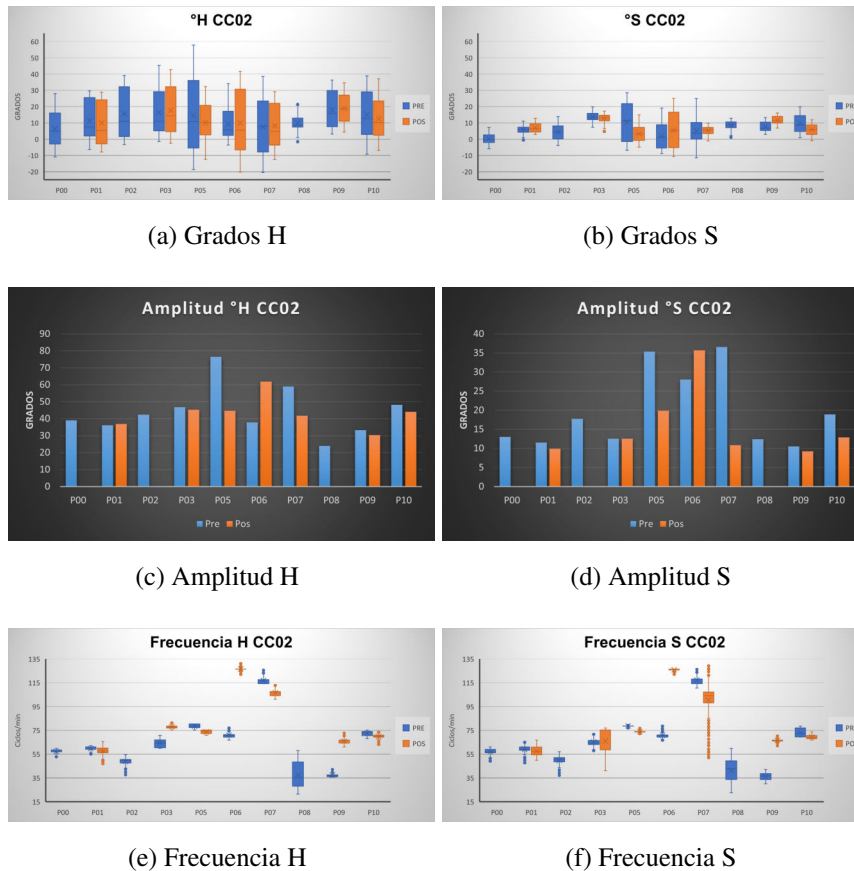 °H CC02
GRADOS
60
50
40
30
20
10
0
-10
-20
P00 P01 P02 P03 P05 P06 P07 P08 P09 P10
PRE
POS
(a) Grados H
°S CC02
GRADOS
60
50
40
30
20
10
0
-10
-20
P00 P01 P02 P03 P05 P06 P07 P08 P09 P10
PRE
POS
(b) Grados S
Amplitud °H CC02
GRADOS
90
80
70
60
50
40
30
20
10
0
P00 P01 P02 P03 P05 P06 P07 P08 P09 P10
Pre Pos
(c) Amplitud H
Amplitud °S CC02
GRADOS
40
35
30
25
20
15
10
5
0
P00 P01 P02 P03 P05 P06 P07 P08 P09 P10
Pre Pos
(d) Amplitud S
Frecuencia H CC02
Ciclos/min
135
115
95
75
55
35
15
P00 P01 P02 P03 P05 P06 P07 P08 P09 P10
PRE
POS
(e) Frecuencia H
Frecuencia S CC02
Ciclos/min
135
115
95
75
55
35
15
P00 P01 P02 P03 P05 P06 P07 P08 P09 P10
PRE
POS
(f) Frecuencia S